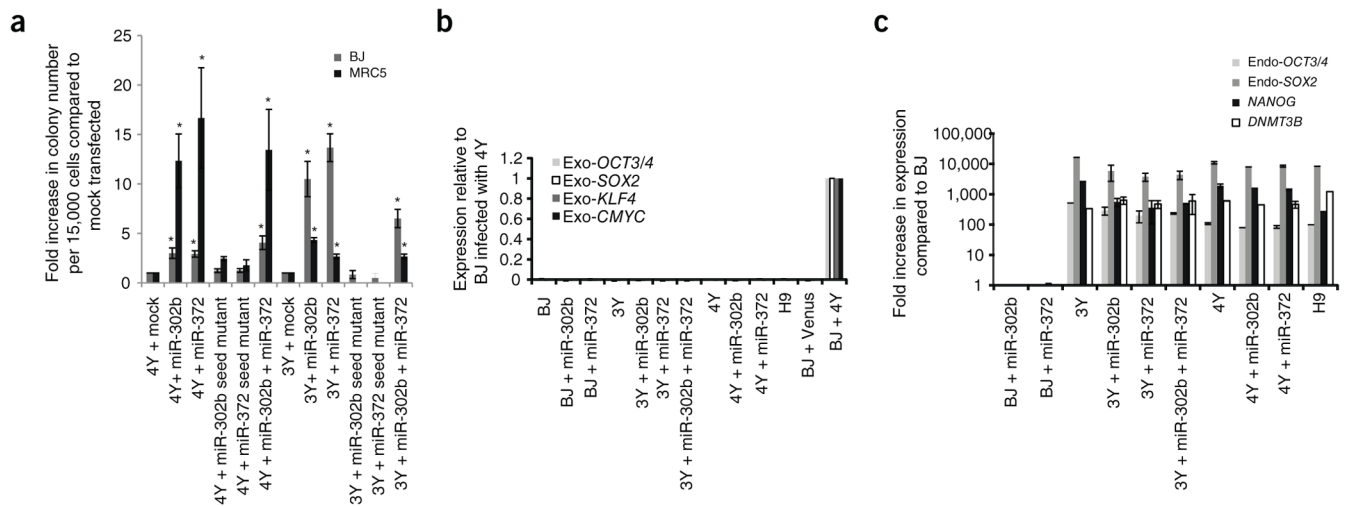 a
Fold increase in colony number
per 15,000 cells compared to
mock transfected
25
20
15
10
5
0
BJ
MRC5
* * * * * * * * * * * *
4Y + mock
4Y+ miR-302b
4Y + miR-372
4Y + miR-302b seed mutant
4Y + miR-372 seed mutant
4Y + miR-302b + miR-372
3Y + mock
3Y + miR-302b
3Y + miR-372
3Y + miR-302b seed mutant
3Y + miR-372 seed mutant
3Y + miR-302b + miR-372
b
Expression relative to
BJ infected with 4Y
1.2
1
0.8
0.6
0.4
0.2
0
Exo-OCT3/4
Exo-SOX2
Exo-KLF4
Exo-CMYC
BJ
BJ + miR-302b
BJ + miR-372
3Y
3Y + miR-302b
3Y + miR-372
3Y + miR-302b + miR-372
4Y
4Y + miR-302b
4Y + miR-372
H9
BJ + Venus
BJ + 4Y
c
Fold increase in expression
compared to BJ
100,000
10,000
1,000
100
10
1
Endo-OCT3/4
Endo-SOX2
NANOG
DNMT3B
BJ + miR-302b
BJ + miR-372
3Y
3Y + miR-302b
3Y + miR-372
3Y + miR-302b + miR-372
4Y
4Y + miR-302b
4Y + miR-372
H9